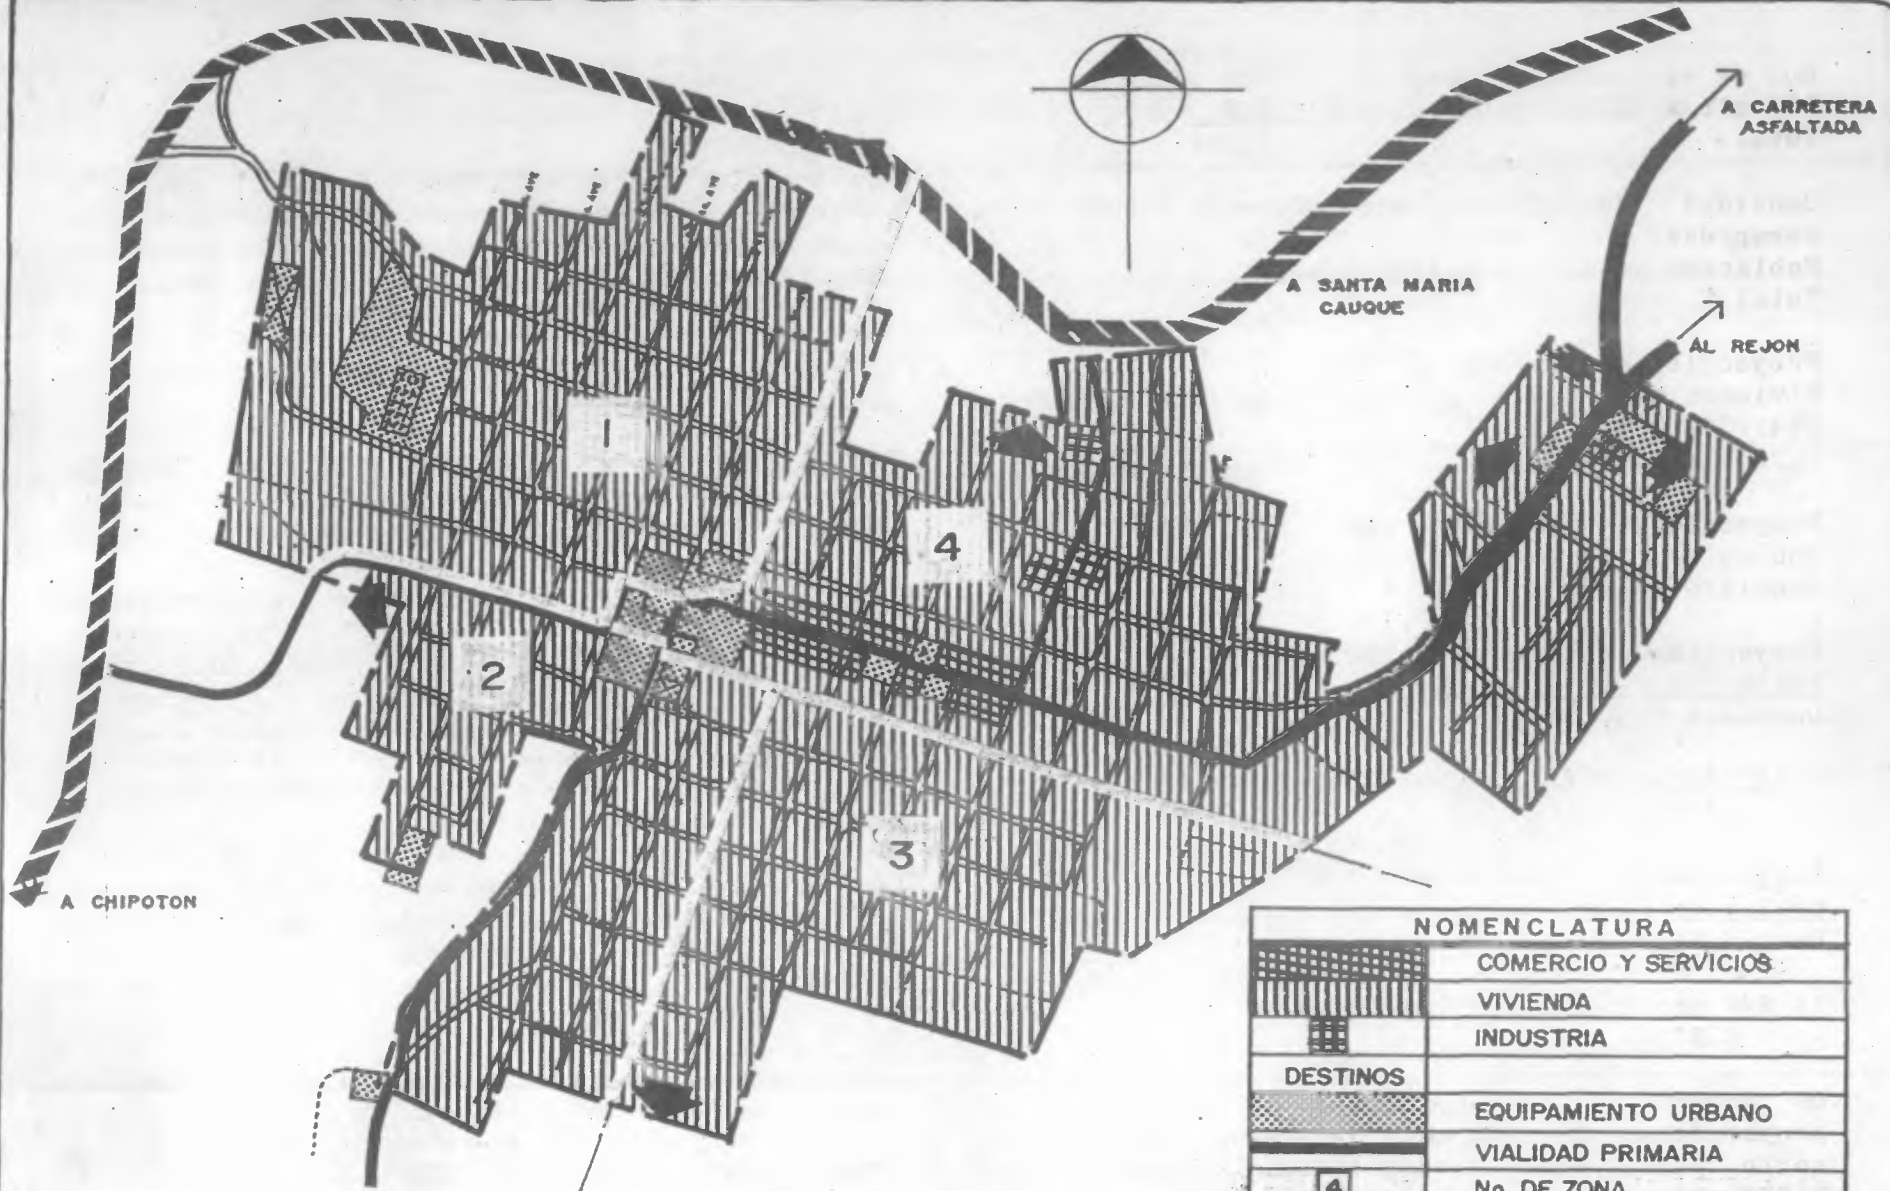 A CARRETERA
ASFALTADA
A SANTA MARIA
CAUQUE
AL REJON
1
4
2
3
A CHIPOTON
NOMENCLATURA
COMERCIO Y SERVICIOS
VIVIENDA
INDUSTRIA
DESTINOS
EQUIPAMIENTO URBANO
VIALIDAD PRIMARIA
4 No. DE ZONA